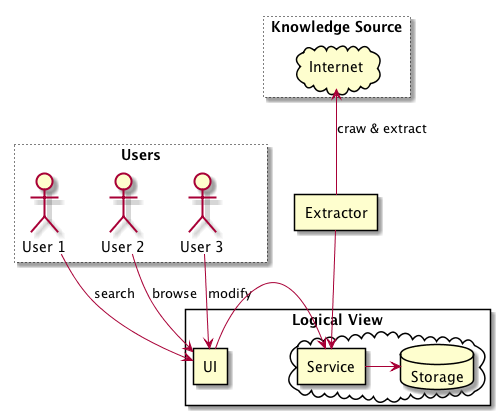 Knowledge Source
Internet
craw & extract
Users
Extractor
User 1
User 2
User 3
search
browse
modify
Logical View
UI
Service
Storage